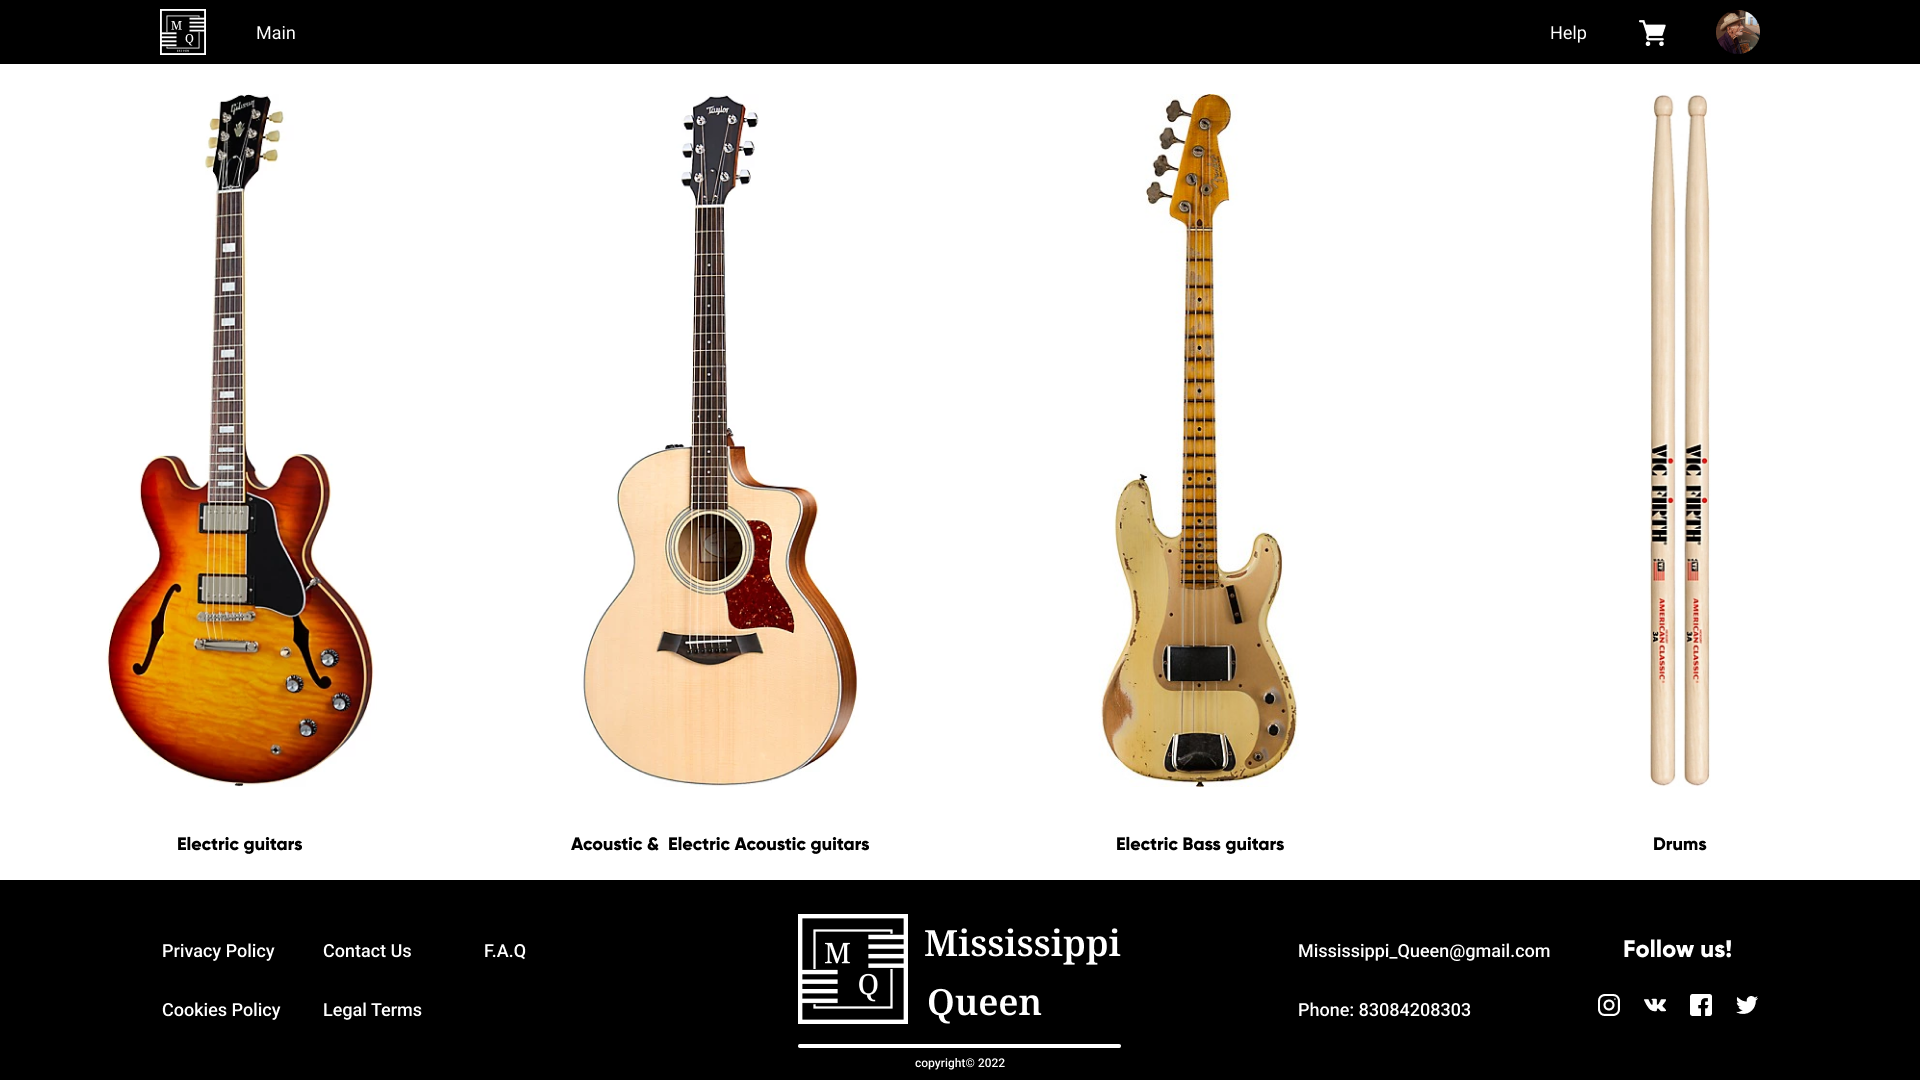 M
Q
Main
Help
Gibson
Taylor
VIC FIRTH
VIC FIRTH
AMERICAN CLASSIC®
3A
AMERICAN CLASSIC®
3A
Electric guitars
Acoustic & Electric Acoustic guitars
Electric Bass guitars
Drums
Privacy Policy
Contact Us
F.A.Q
Cookies Policy
Legal Terms
M
Q
Mississippi
Queen
copyright© 2022
Mississippi_Queen@gmail.com
Phone: 83084208303
Follow us!